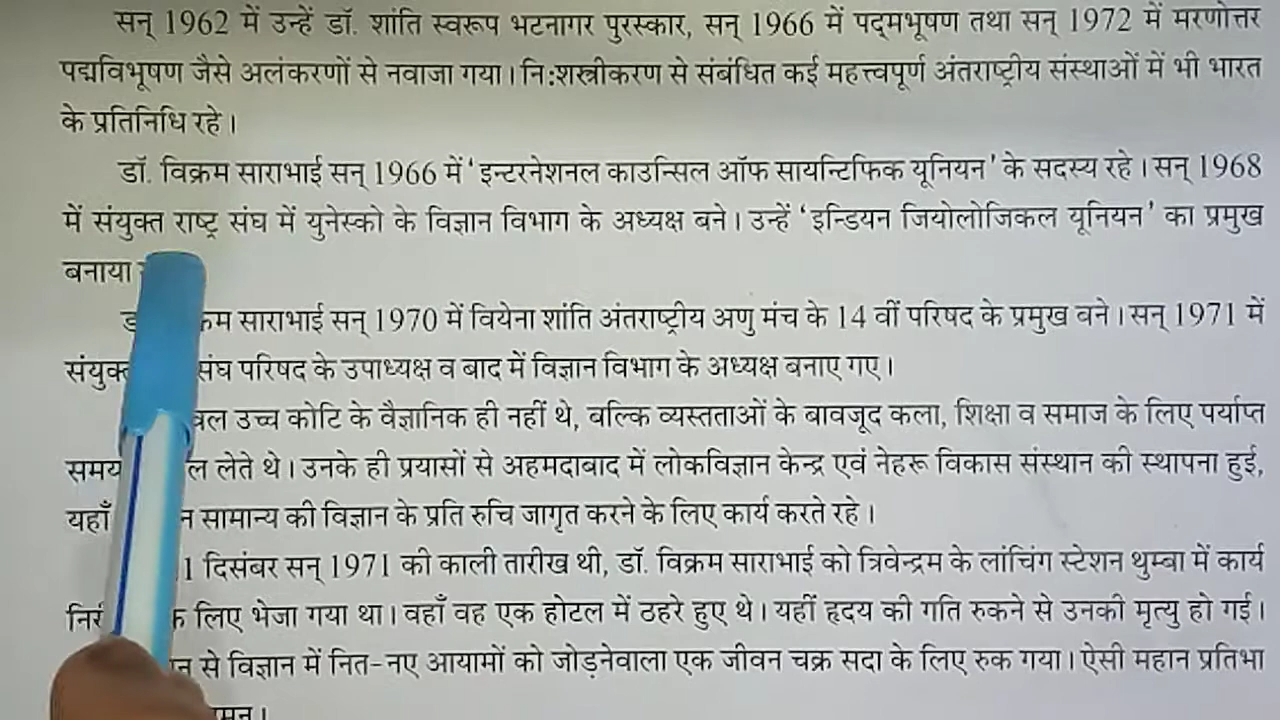 सन् 1962 में उन्हें डॉ. शांति स्वरूप भटनागर पुरस्कार, सन् 1966 में पद्मभूषण तथा सन् 1972 में मरणोत्तर
पद्मविभूषण जैसे अलंकरणों से नवाजा गया। नि:शस्त्रीकरण से संबंधित कई महत्त्वपूर्ण अंतराष्ट्रीय संस्थाओं में भी भारत
के प्रतिनिधि रहे।
डॉ. विक्रम साराभाई सन् 1966 में ‘इन्टरनेशनल काउन्सिल ऑफ सायन्टिफिक यूनियन’ के सदस्य रहे। सन् 1968
में संयुक्त राष्ट्र संघ में युनेस्को के विज्ञान विभाग के अध्यक्ष बने। उन्हें ‘इन्डियन जियोलोजिकल यूनियन’ का प्रमुख
बनाया
साराभाई सन् 1970 में वियेना शांति अंतराष्ट्रीय अणु मंच के 14 वीं परिषद के प्रमुख बने। सन् 1971 में
संघ परिषद के उपाध्यक्ष व बाद में विज्ञान विभाग के अध्यक्ष बनाए गए।
उच्च कोटि के वैज्ञानिक ही नहीं थे, बल्कि व्यस्तताओं के बावजूद कला, शिक्षा व समाज के लिए पर्याप्त
समय लेते थे। उनके ही प्रयासों से अहमदाबाद में लोकविज्ञान केन्द्र एवं नेहरू विकास संस्थान की स्थापना हुई,
यहाँ सामान्य की विज्ञान के प्रति रुचि जागृत करने के लिए कार्य करते रहे।
दिसंबर सन् 1971 की काली तारीख थी, डॉ. विक्रम साराभाई को त्रिवेन्द्रम के लांचिंग स्टेशन थुम्बा में कार्य
लिए भेजा गया था। वहाँ वह एक होटल में ठहरे हुए थे। यहीं हृदय की गति रुकने से उनकी मृत्यु हो गई।
से विज्ञान में नित-नए आयामों को जोड़नेवाला एक जीवन चक्र सदा के लिए रुक गया। ऐसी महान प्रतिभा